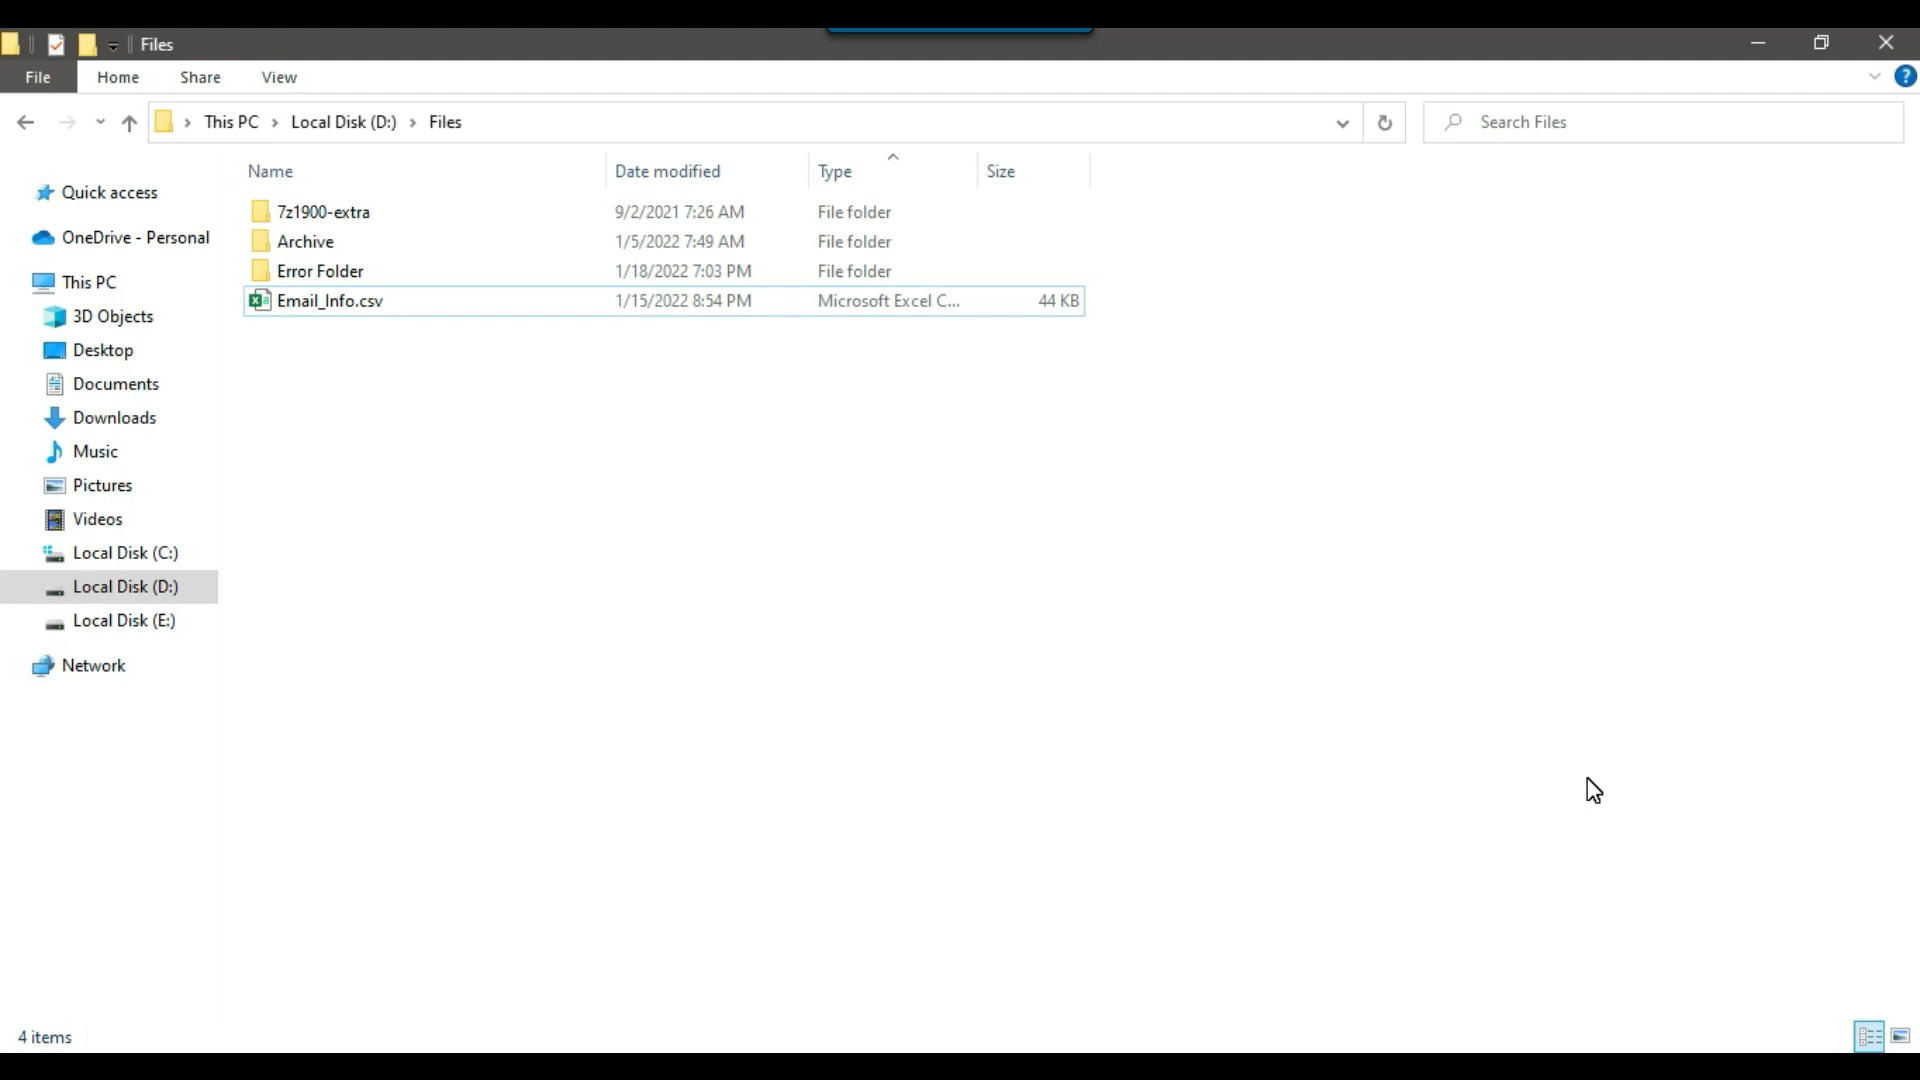 Files
File Home Share View
This PC Local Disk (D:) Files
Search Files
Name Date modified Type Size
7z1900-extra 9/2/2021 7:26 AM File folder
Archive 1/5/2022 7:49 AM File folder
Error Folder 1/18/2022 7:03 PM File folder
Email_Info.csv 1/15/2022 8:54 PM Microsoft Excel C... 44 KB
Quick access
OneDrive - Personal
This PC
3D Objects
Desktop
Documents
Downloads
Music
Pictures
Videos
Local Disk (C:)
Local Disk (D:)
Local Disk (E:)
Network
4 items